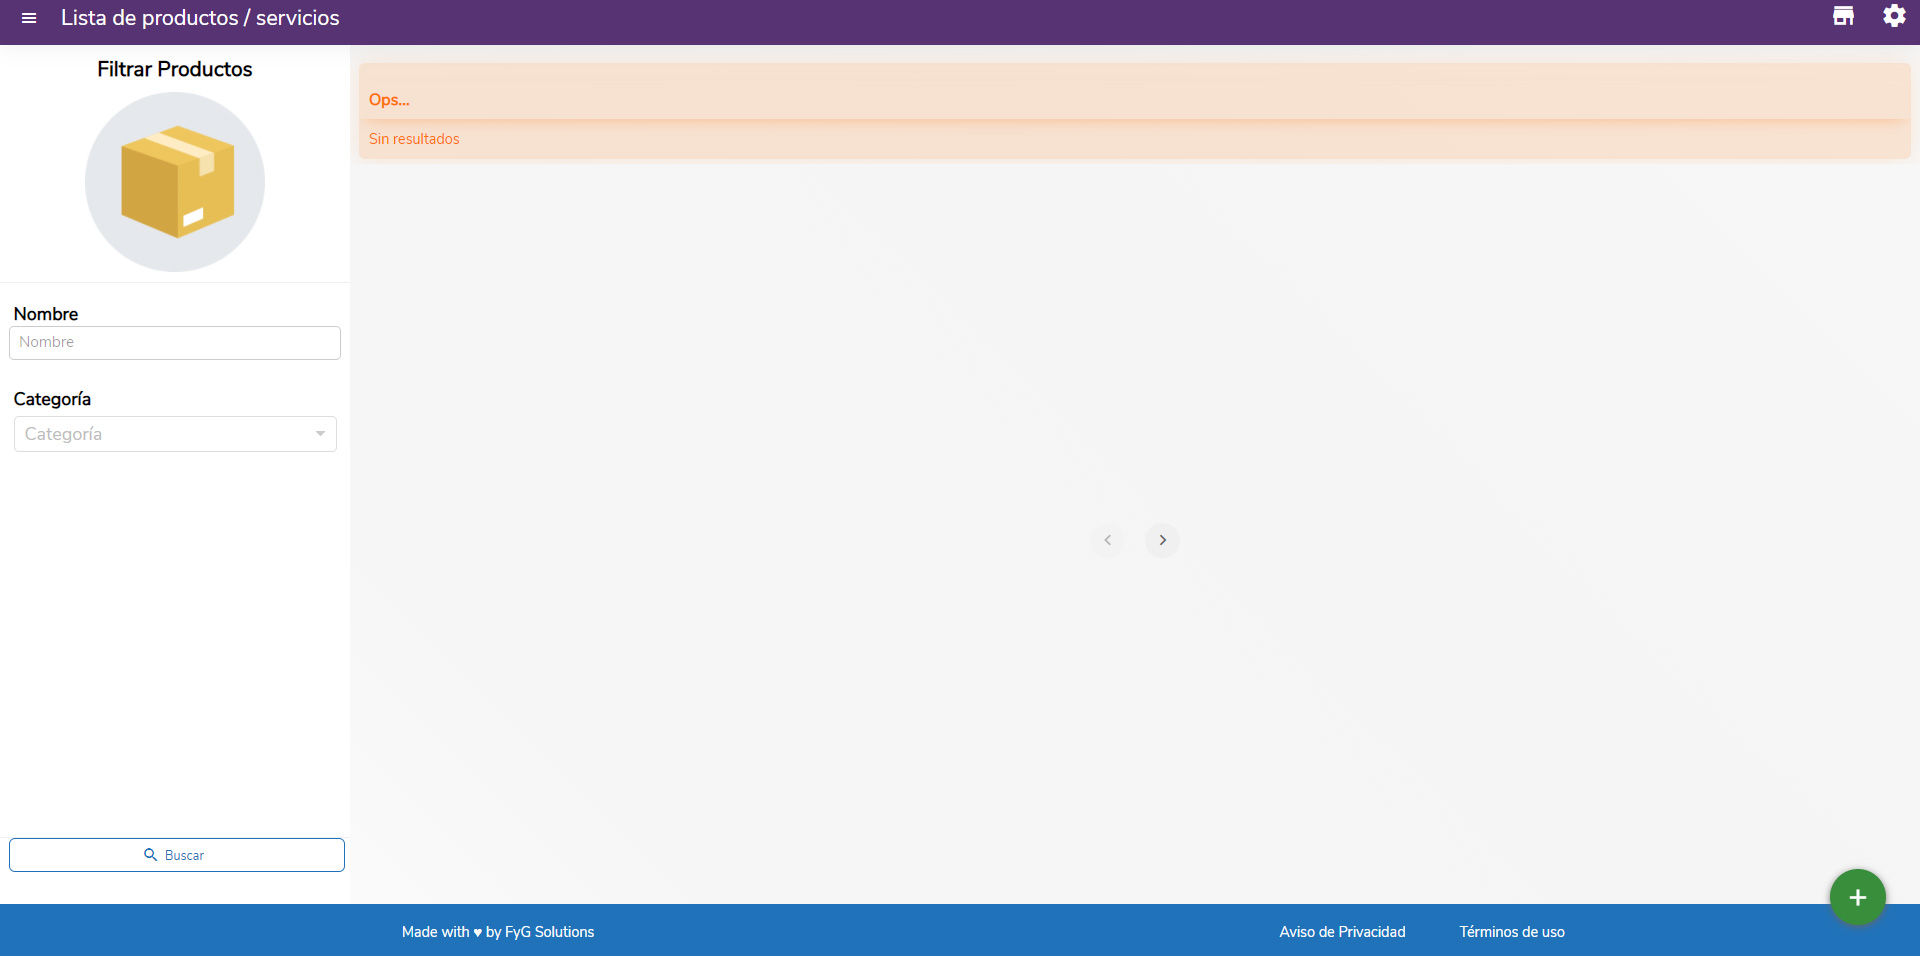 Lista de productos / servicios
Filtrar Productos
Nombre
Nombre
Categoría
Categoría
Buscar
Ops...
Sin resultados
Made with ♥ by FyG Solutions
Aviso de Privacidad
Términos de uso